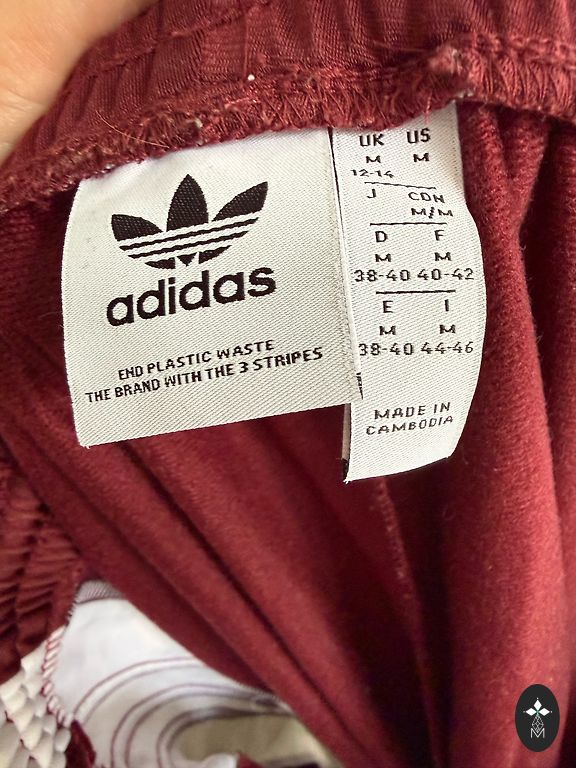 adidas
END PLASTIC WASTE
THE BRAND WITH THE 3 STRIPES
UK US
M M
12-14
J CDN
M/M
D F
M M
38-40 40-42
E I
M M
38-40 44-46
MADE IN
CAMBODIA
M